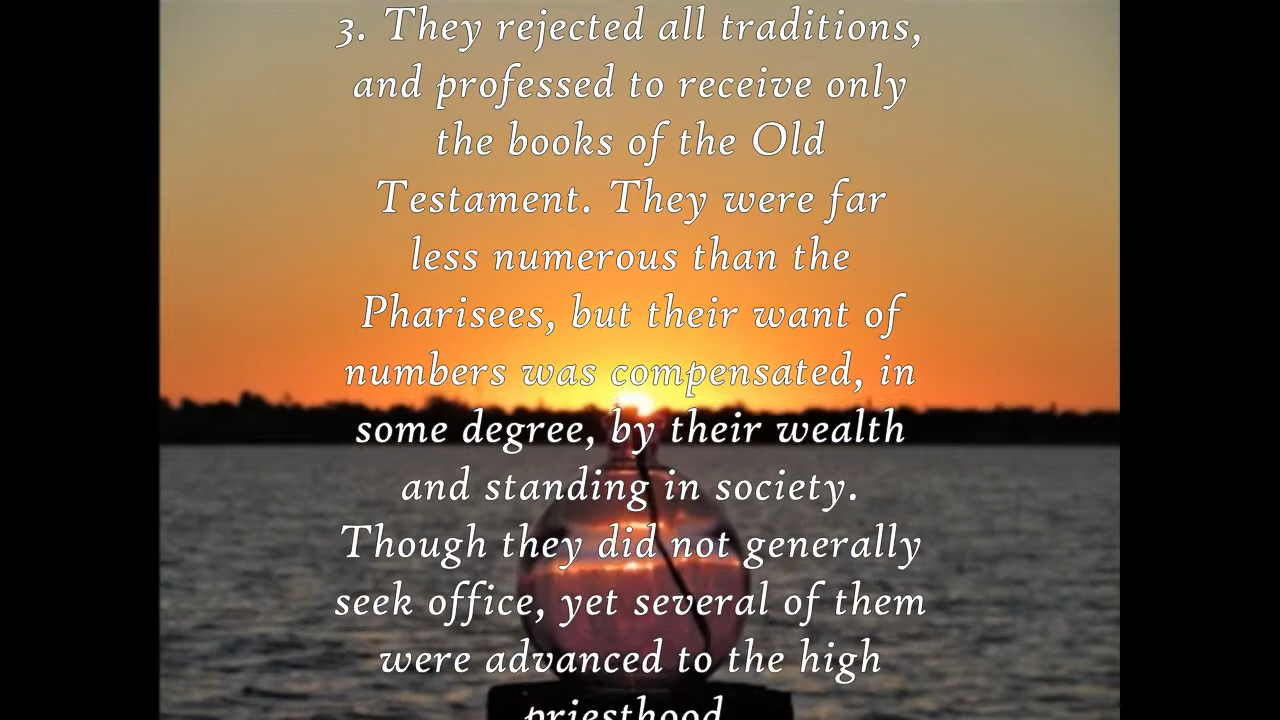 3. They rejected all traditions,
and professed to receive only
the books of the Old
Testament. They were far
less numerous than the
Pharisees, but their want of
numbers was compensated, in
some degree, by their wealth
and standing in society.
Though they did not generally
seek office, yet several of them
were advanced to the high
priesthood